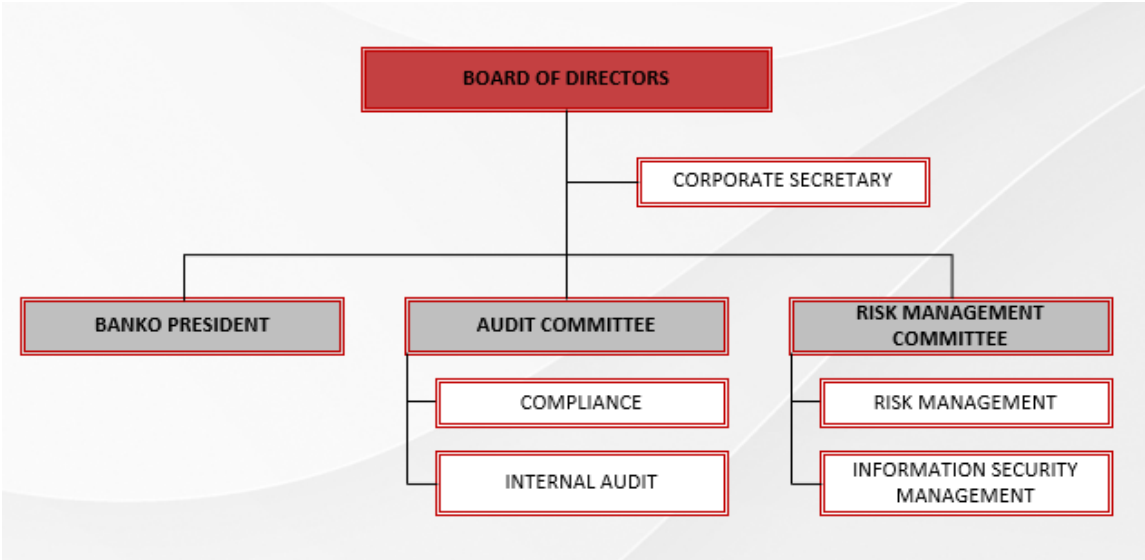 BOARD OF DIRECTORS
CORPORATE SECRETARY
BANKO PRESIDENT
AUDIT COMMITTEE
RISK MANAGEMENT
COMMITTEE
COMPLIANCE
RISK MANAGEMENT
INTERNAL AUDIT
INFORMATION SECURITY
MANAGEMENT